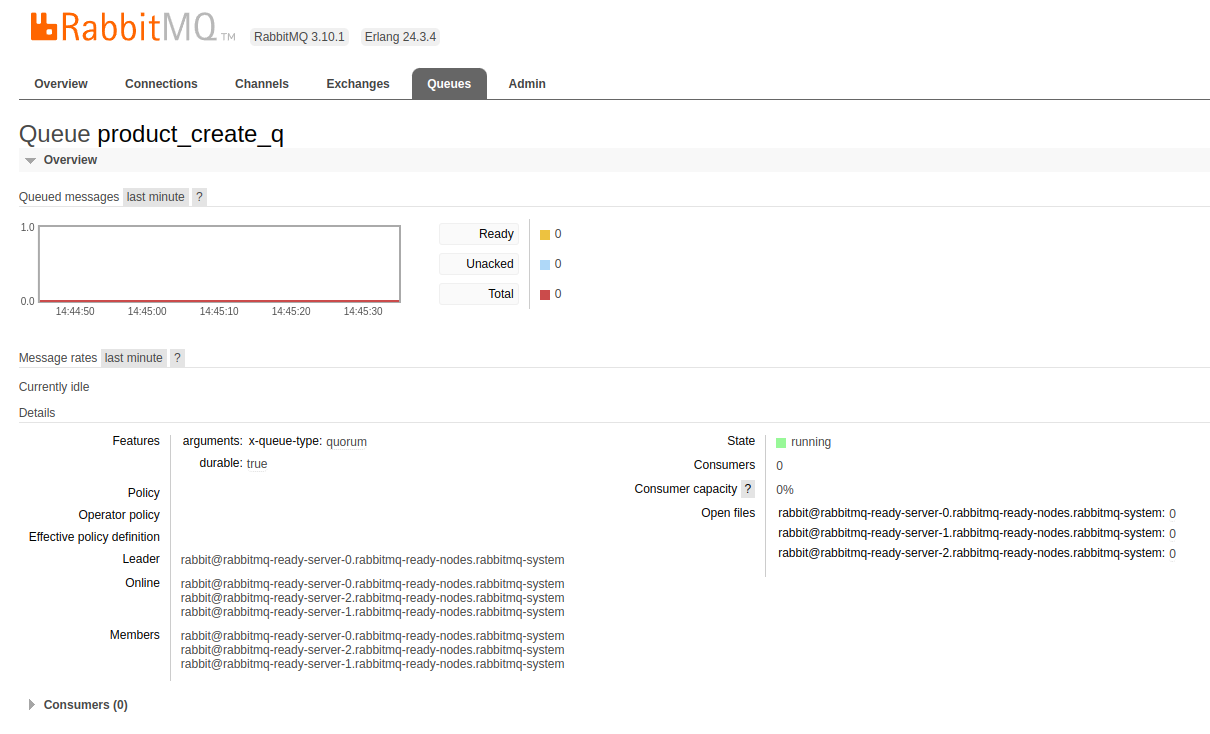 RabbitMQ TM RabbitMQ 3.10.1 Erlang 24.3.4
Overview Connections Channels Exchanges Queues Admin
Queue product_create_q
Overview
Queued messages last minute ?
1.0
0.0
14:44:50 14:45:00 14:45:10 14:45:20 14:45:30
Ready 0
Unacked 0
Total 0
Message rates last minute ?
Currently idle
Details
Features arguments: x-queue-type: quorum
durable: true
Policy
Operator policy
Effective policy definition
Leader rabbit@rabbitmq-ready-server-0.rabbitmq-ready-nodes.rabbitmq-system
Online rabbit@rabbitmq-ready-server-0.rabbitmq-ready-nodes.rabbitmq-system
rabbit@rabbitmq-ready-server-2.rabbitmq-ready-nodes.rabbitmq-system
rabbit@rabbitmq-ready-server-1.rabbitmq-ready-nodes.rabbitmq-system
Members rabbit@rabbitmq-ready-server-0.rabbitmq-ready-nodes.rabbitmq-system
rabbit@rabbitmq-ready-server-2.rabbitmq-ready-nodes.rabbitmq-system
rabbit@rabbitmq-ready-server-1.rabbitmq-ready-nodes.rabbitmq-system
State running
Consumers 0
Consumer capacity ? 0%
Open files rabbit@rabbitmq-ready-server-0.rabbitmq-ready-nodes.rabbitmq-system: 0
rabbit@rabbitmq-ready-server-1.rabbitmq-ready-nodes.rabbitmq-system: 0
rabbit@rabbitmq-ready-server-2.rabbitmq-ready-nodes.rabbitmq-system: 0
Consumers (0)